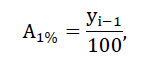 A₁% = yᵢ₋₁/100,